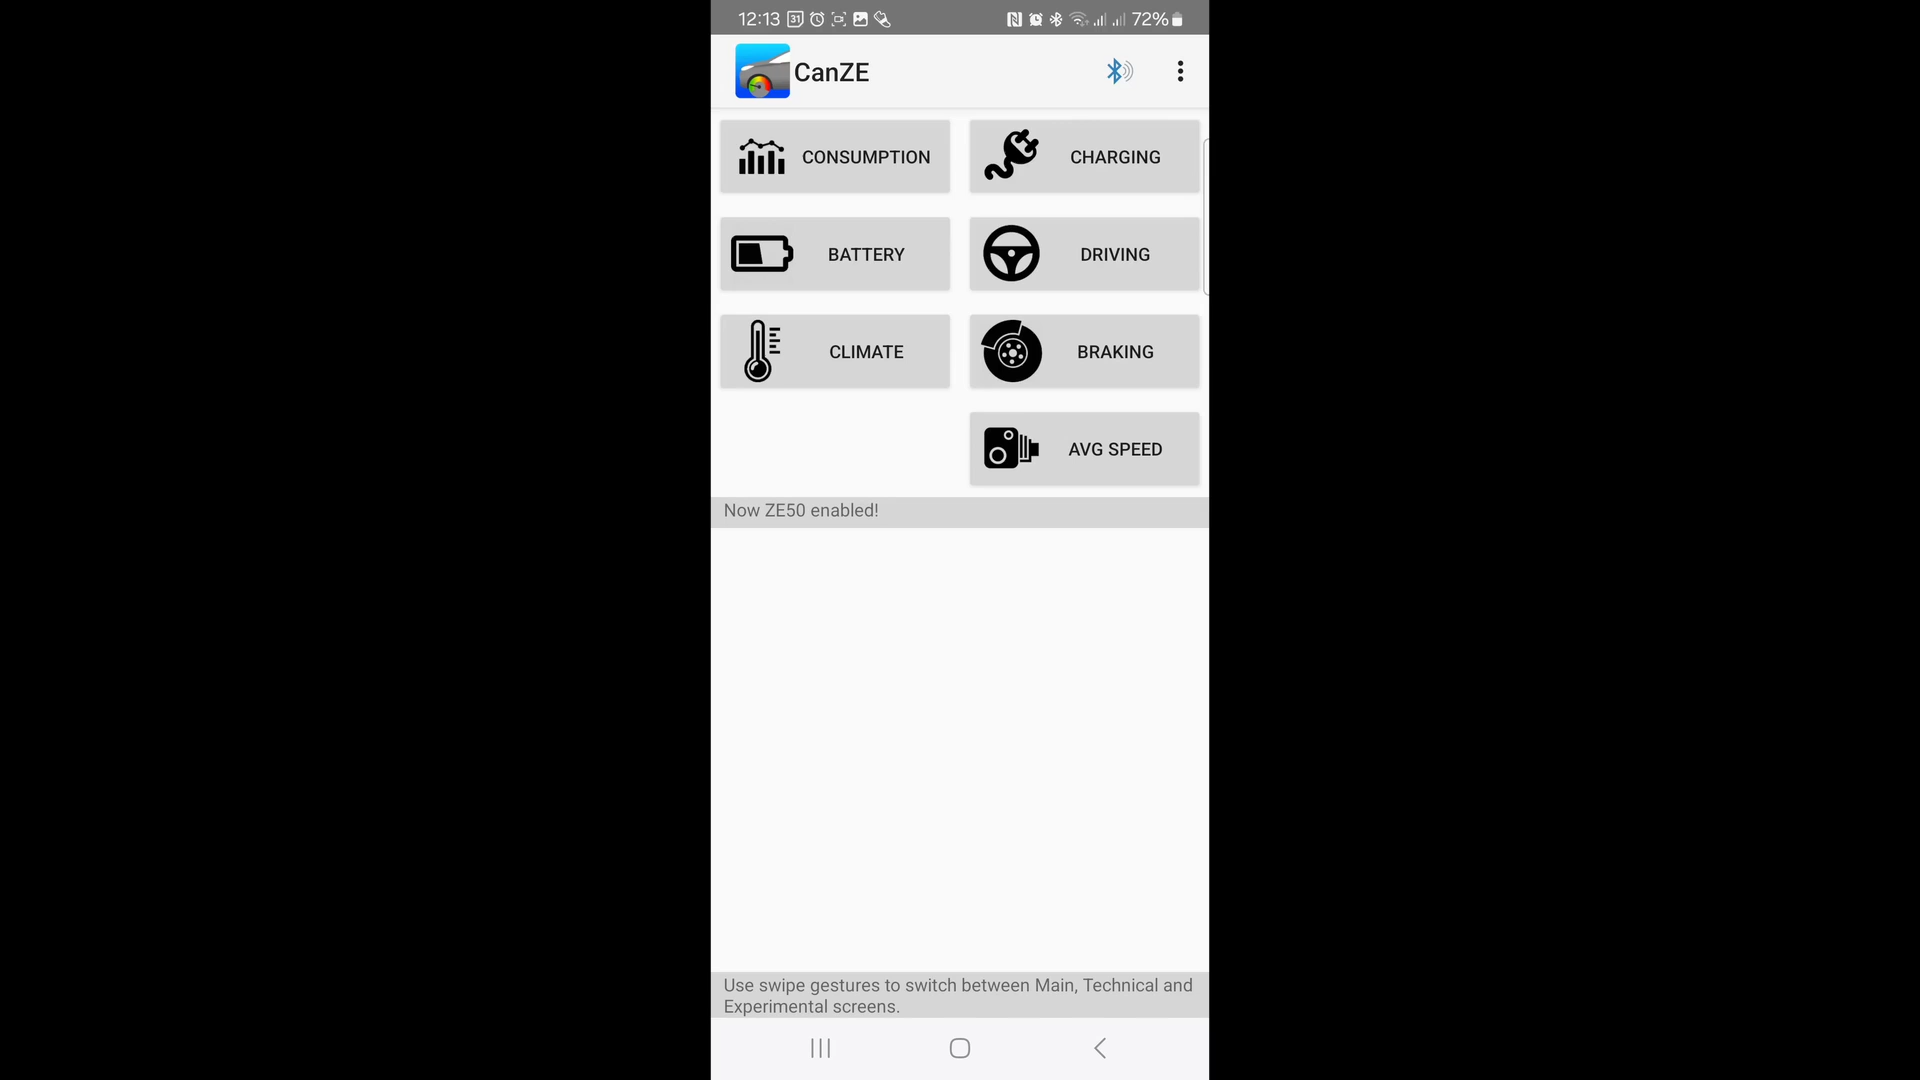 12:13 31 72%
CanZE
CONSUMPTION
CHARGING
BATTERY
DRIVING
CLIMATE
BRAKING
AVG SPEED
Now ZE50 enabled!
Use swipe gestures to switch between Main, Technical and
Experimental screens.